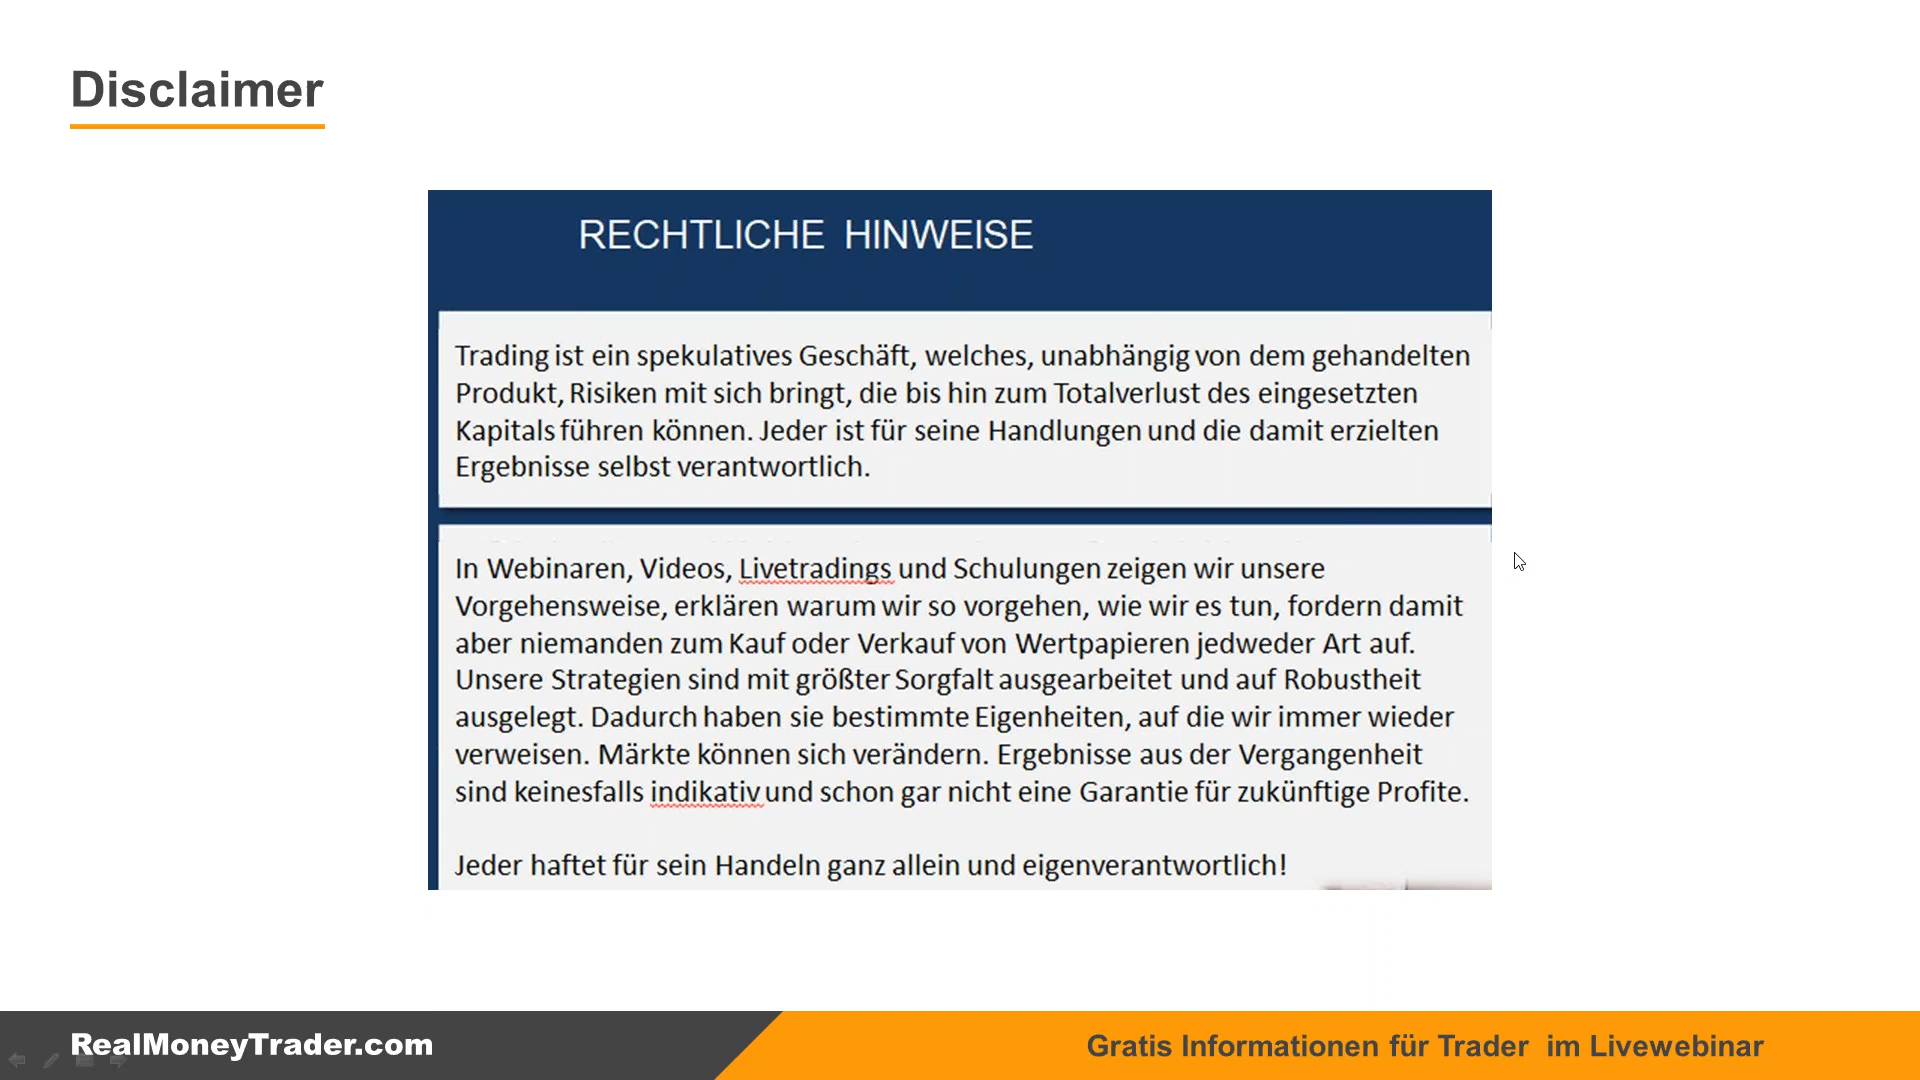 Disclaimer
RECHTLICHE HINWEISE
Trading ist ein spekulatives Geschäft, welches, unabhängig von dem gehandelten
Produkt, Risiken mit sich bringt, die bis hin zum Totalverlust des eingesetzten
Kapitals führen können. Jeder ist für seine Handlungen und die damit erzielten
Ergebnisse selbst verantwortlich.
In Webinaren, Videos, Livetradings und Schulungen zeigen wir unsere
Vorgehensweise, erklären warum wir so vorgehen, wie wir es tun, fordern damit
aber niemanden zum Kauf oder Verkauf von Wertpapieren jedweder Art auf.
Unsere Strategien sind mit größter Sorgfalt ausgearbeitet und auf Robustheit
ausgelegt. Dadurch haben sie bestimmte Eigenheiten, auf die wir immer wieder
verweisen. Märkte können sich verändern. Ergebnisse aus der Vergangenheit
sind keinesfalls indikativ und schon gar nicht eine Garantie für zukünftige Profite.
Jeder haftet für sein Handeln ganz allein und eigenverantwortlich!
RealMoneyTrader.com
Gratis Informationen für Trader im Livewebinar